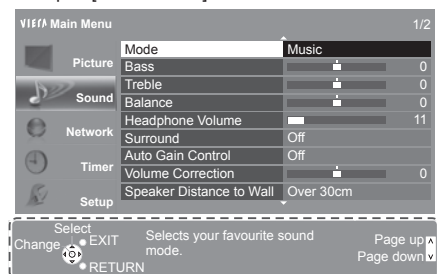 VIErA Main Menu 1/2
Picture
Sound
Network
Timer
Setup
Mode Music
Bass 0
Treble 0
Balance 0
Headphone Volume 11
Surround Off
Auto Gain Control Off
Volume Correction 0
Speaker Distance to Wall Over 30cm
Select
Change
EXIT
RETURN
Selects your favourite sound
mode.
Page up
Page down